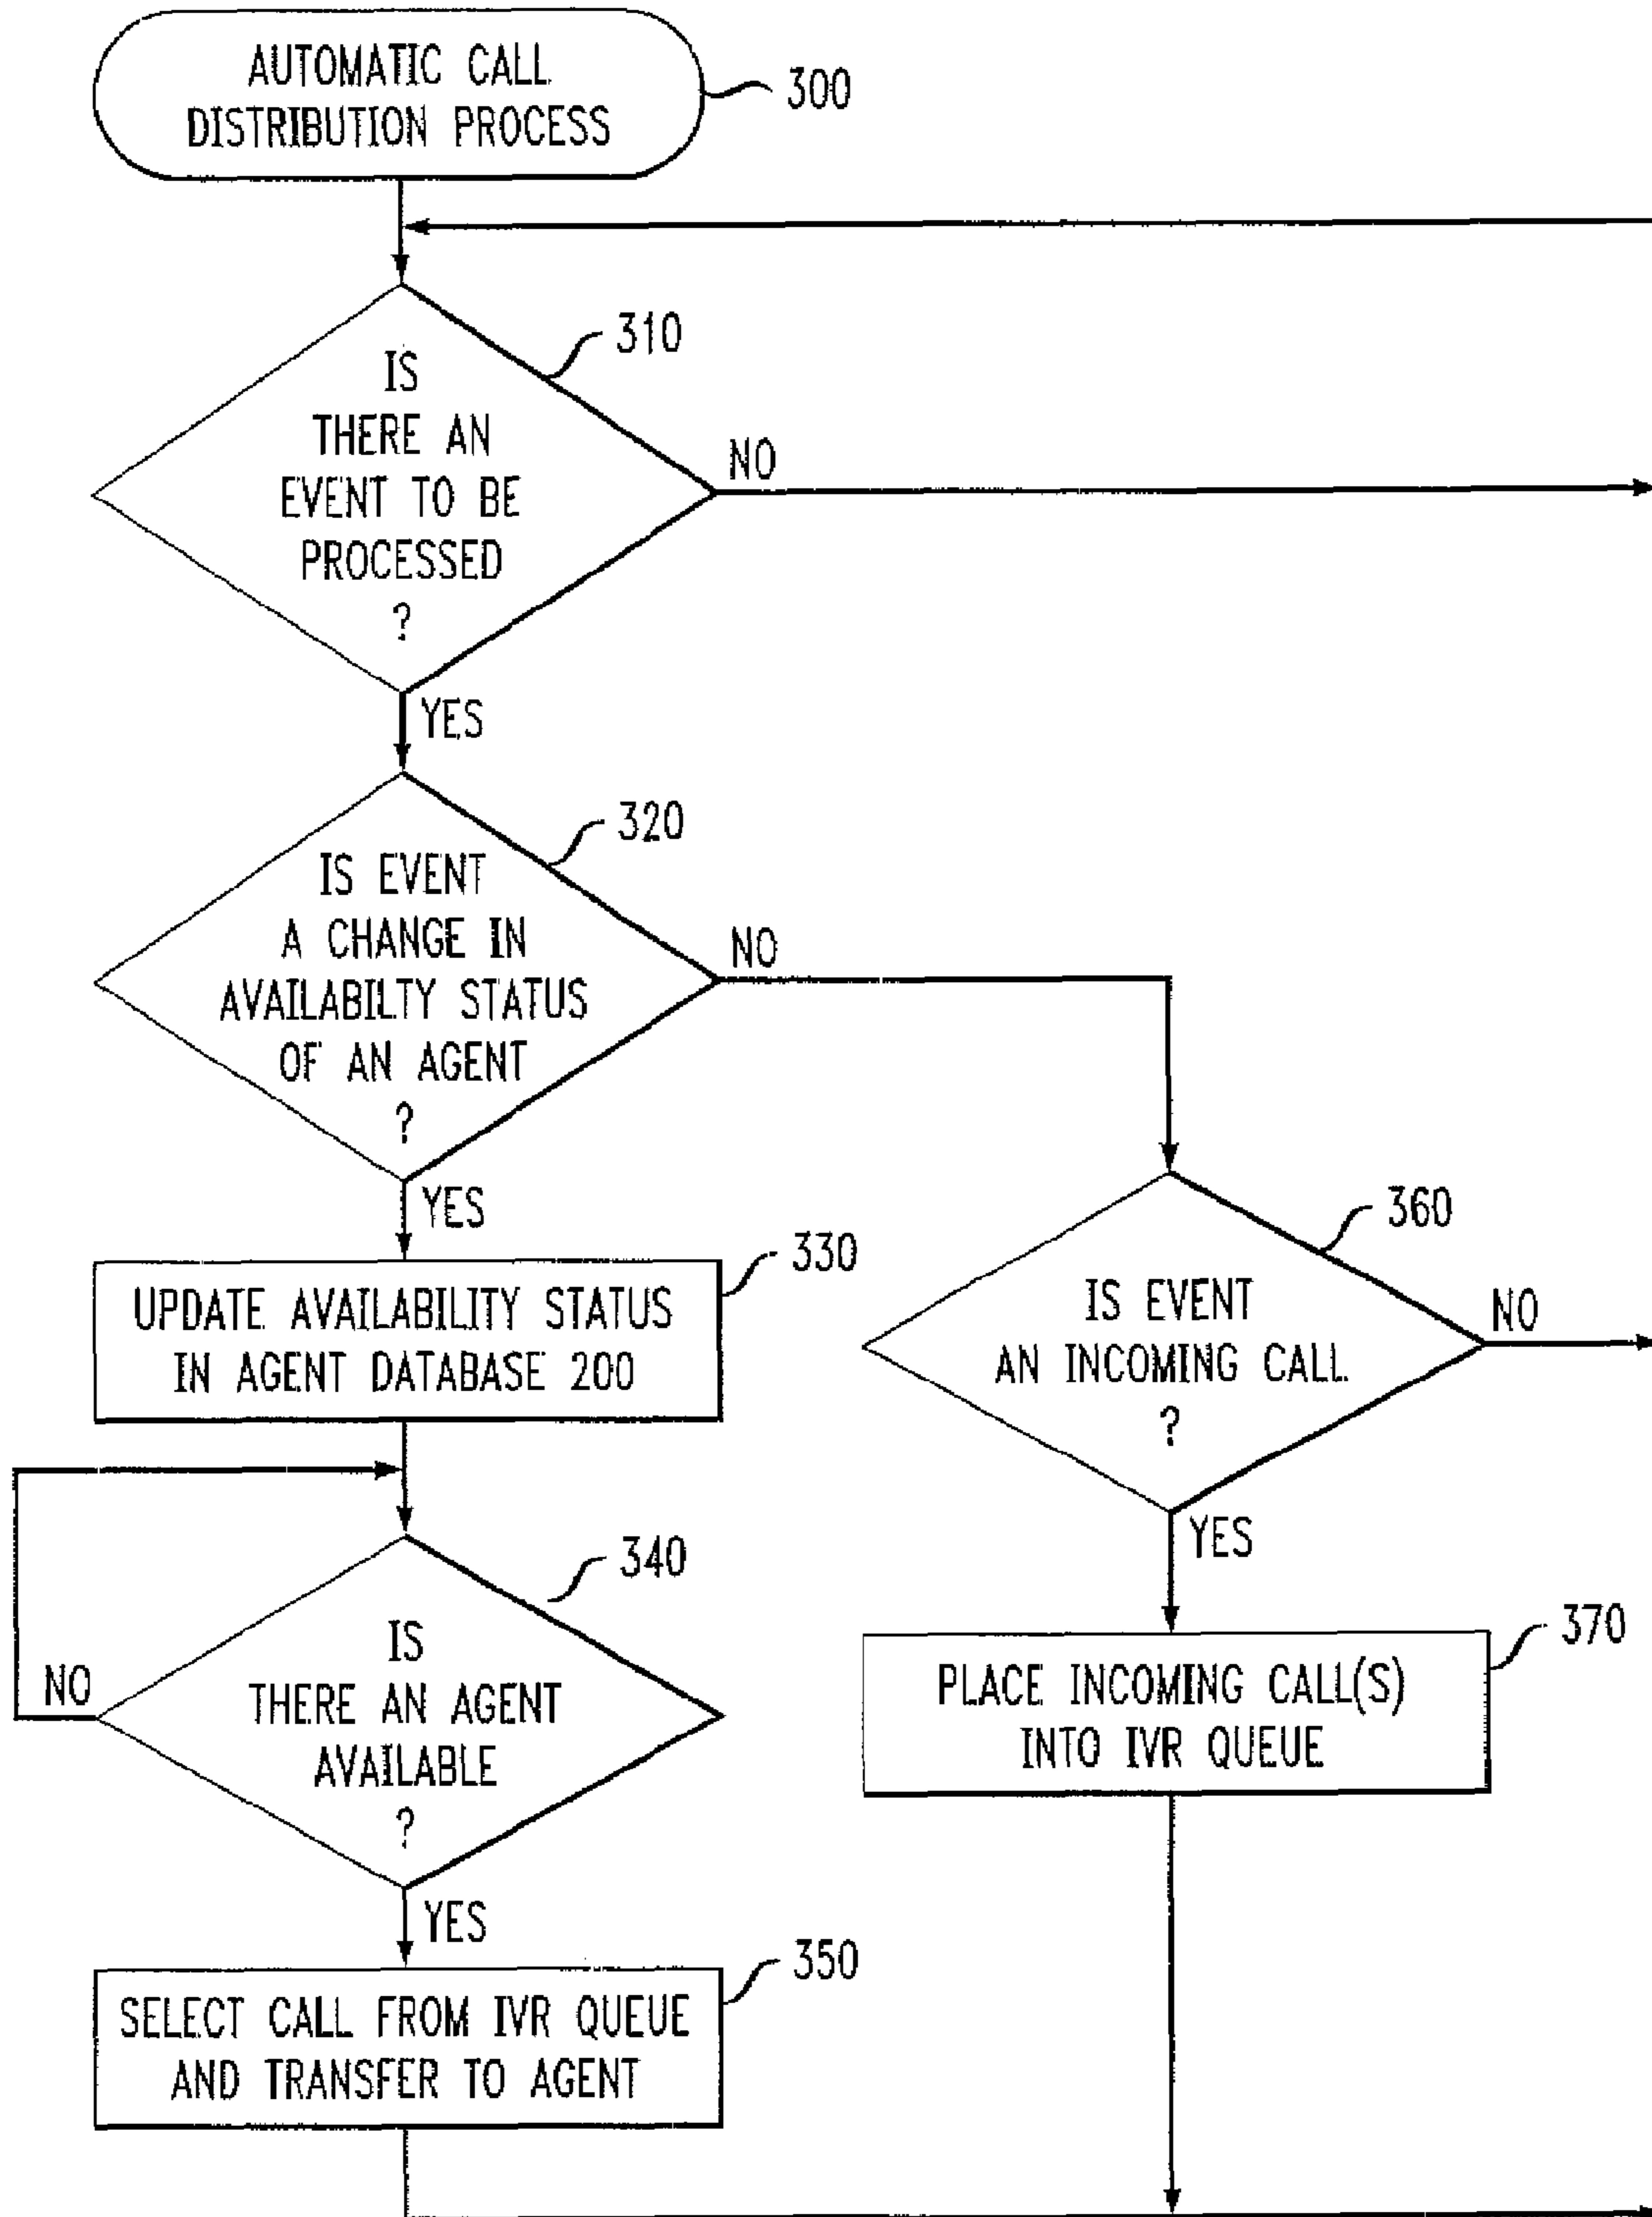 AUTOMATIC CALL
DISTRIBUTION PROCESS
300
310
IS
THERE AN
EVENT TO BE
PROCESSED
?
NO
YES
320
IS EVENT
A CHANGE IN
AVAILABILTY STATUS
OF AN AGENT
?
NO
YES
330
UPDATE AVAILABILITY STATUS
IN AGENT DATABASE 200
360
IS EVENT
AN INCOMING CALL
?
NO
YES
340
IS
THERE AN AGENT
AVAILABLE
?
NO
YES
370
PLACE INCOMING CALL(S)
INTO IVR QUEUE
350
SELECT CALL FROM IVR QUEUE
AND TRANSFER TO AGENT